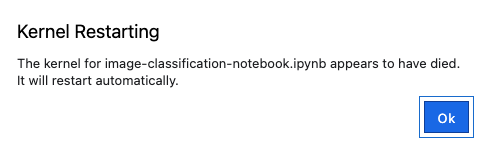 Kernel Restarting
The kernel for image-classification-notebook.ipynb appears to have died.
It will restart automatically.
Ok